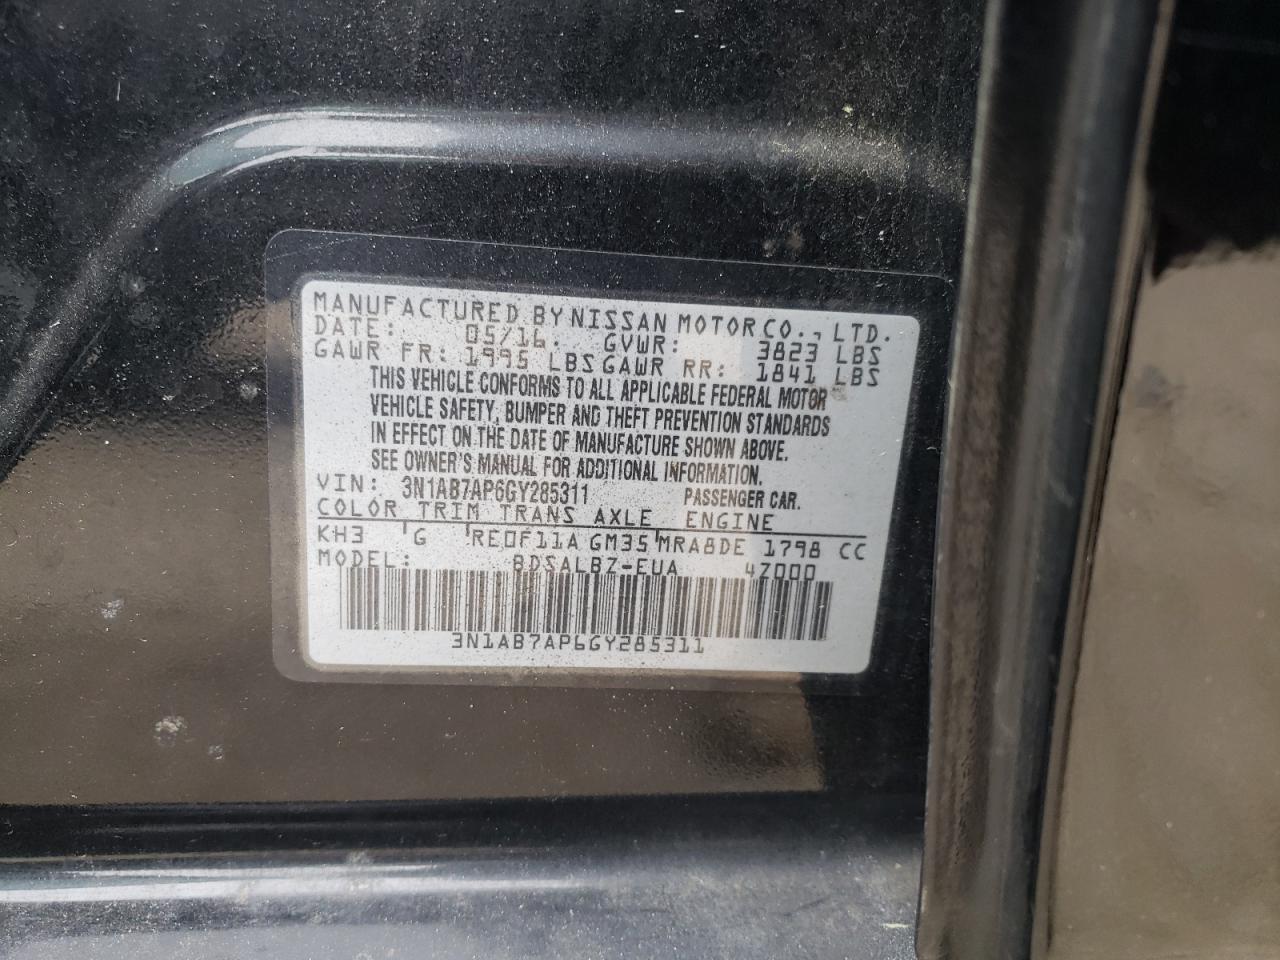 MANUFACTURED BY NISSAN MOTOR CO., LTD.
DATE: 05/16. GVWR: 3823 LBS
GAWR FR: 1995 LBS GAWR RR: 1841 LBS
THIS VEHICLE CONFORMS TO ALL APPLICABLE FEDERAL MOTOR
VEHICLE SAFETY, BUMPER AND THEFT PREVENTION STANDARDS
IN EFFECT ON THE DATE OF MANUFACTURE SHOWN ABOVE.
SEE OWNER'S MANUAL FOR ADDITIONAL INFORMATION.
VIN: 3N1AB7AP6GY285311 PASSENGER CAR.
COLOR TRIM TRANS AXLE ENGINE
KH3 G RE0F11A GM35 MRA8DE 1798 CC
MODEL: BDSALBZ-EUA 47000
3N1AB7AP6GY285311